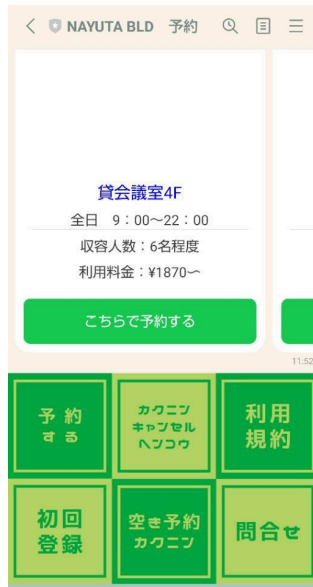 NAYUTA BLD 予約
貸会議室4F
全日 9：00〜22：00
収容人数：6名程度
利用料金：¥1870〜
こちらで予約する
11:52
予約
する
カクニン
キャンセル
ヘンコウ
利用
規約
初回
登録
空き予約
カクニン
問合せ